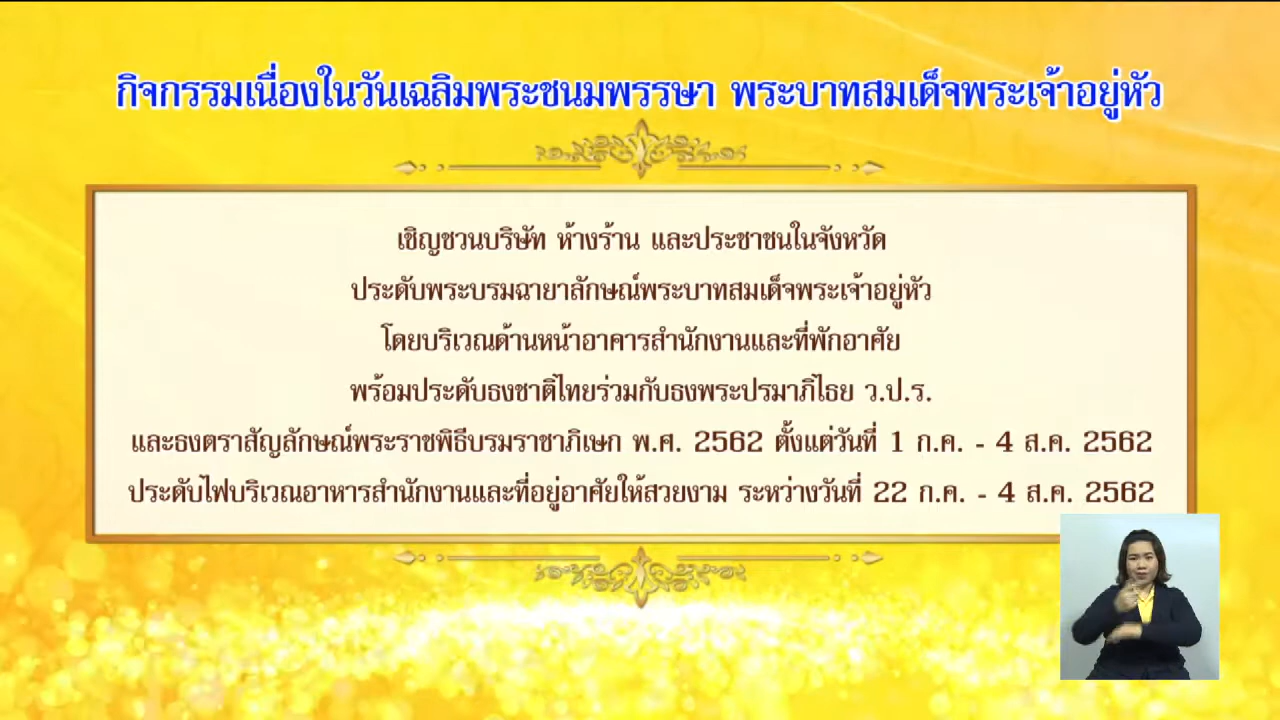 กิจกรรมเนื่องในวันเฉลิมพระชนมพรรษา พระบาทสมเด็จพระเจ้าอยู่หัว
เชิญชวนบริษัท ห้างร้าน และประชาชนในจังหวัด
ประดับพระบรมฉายาลักษณ์พระบาทสมเด็จพระเจ้าอยู่หัว
โดยบริเวณด้านหน้าอาคารสำนักงานและที่พักอาศัย
พร้อมประดับธงชาติไทยร่วมกับธงพระปรมาภิไธย ว.ป.ร.
และธงตราสัญลักษณ์พระราชพิธีบรมราชาภิเษก พ.ศ. 2562 ตั้งแต่วันที่ 1 ก.ค. - 4 ส.ค. 2562
ประดับไฟบริเวณอาหารสำนักงานและที่อยู่อาศัยให้สวยงาม ระหว่างวันที่ 22 ก.ค. - 4 ส.ค. 2562